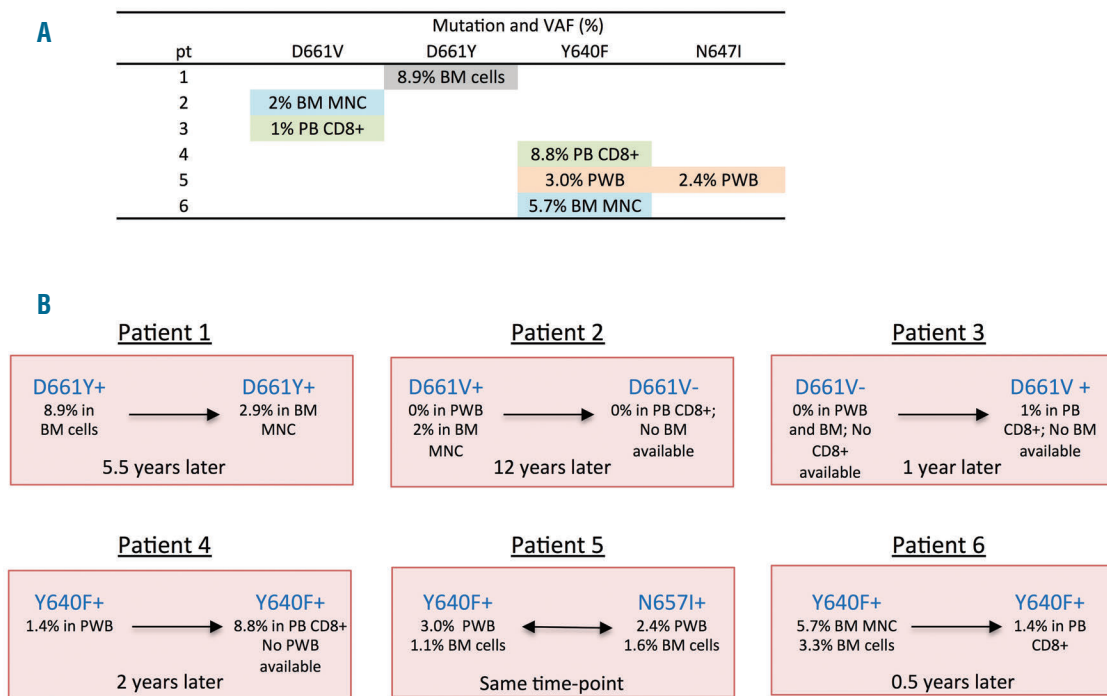 A
Mutation and VAF (%)
pt D661V D661Y Y640F N647I
1 8.9% BM cells
2 2% BM MNC
3 1% PB CD8+
4 8.8% PB CD8+
5 3.0% PWB 2.4% PWB
6 5.7% BM MNC
B
Patient 1
D661Y+ D661Y+
8.9% in 2.9% in BM
BM cells MNC
5.5 years later
Patient 2
D661V+ D661V-
0% in PWB 0% in PB CD8+;
2% in BM No BM
MNC available
12 years later
Patient 3
D661V- D661V +
0% in PWB 1% in PB
and BM; No CD8+; No BM
CD8+ available
available 1 year later
Patient 4
Y640F+ Y640F+
1.4% in PWB 8.8% in PB CD8+
No PWB
available
2 years later
Patient 5
Y640F+ N657I+
3.0% PWB 2.4% PWB
1.1% BM cells 1.6% BM cells
Same time-point
Patient 6
Y640F+ Y640F+
5.7% BM MNC 1.4% in PB
3.3% BM cells CD8+
0.5 years later